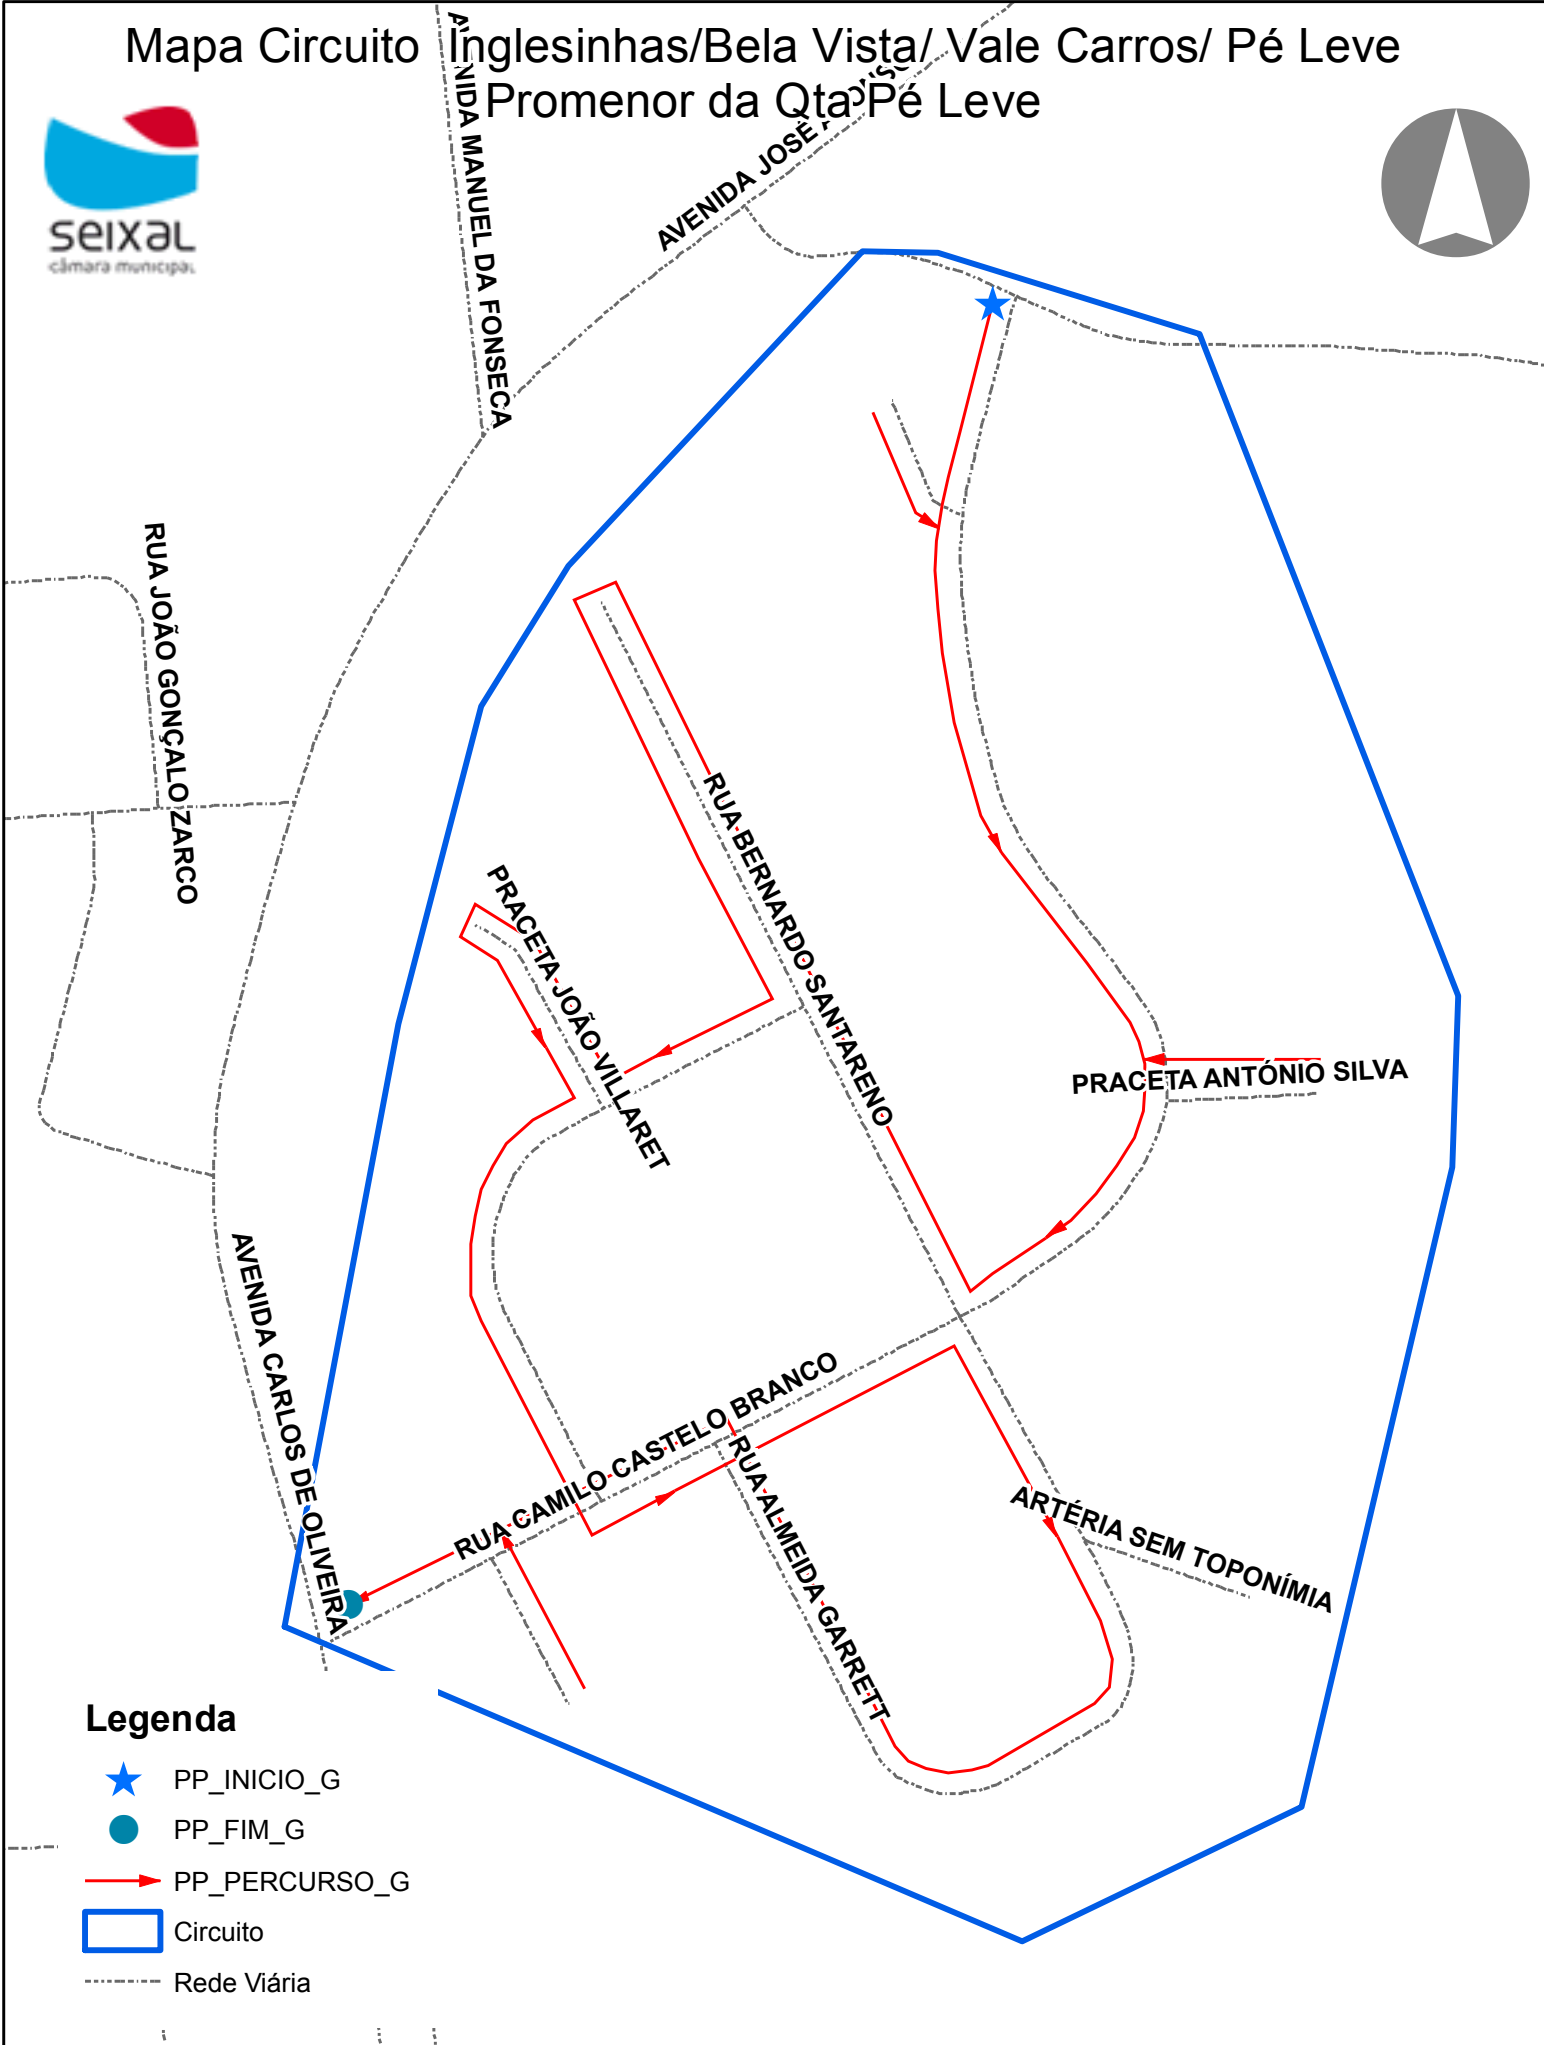 Mapa Circuito Inglesinhas/Bela Vista/ Vale Carros/ Pé Leve
Promenor da Qta Pé Leve
seixal
câmara municipal
AVENIDA MANUEL DA FONSECA
AVENIDA JOSÉ AFONSO
RUA JOÃO GONÇALO ZARCO
RUA BERNARDO SANTARENO
PRACETA JOÃO VILLARET
PRACETA ANTÓNIO SILVA
AVENIDA CARLOS DE OLIVEIRA
RUA CAMILO CASTELO BRANCO
RUA ALMEIDA GARRETT
ARTÉRIA SEM TOPONÍMIA
Legenda
PP_INICIO_G
PP_FIM_G
PP_PERCURSO_G
Circuito
Rede Viária